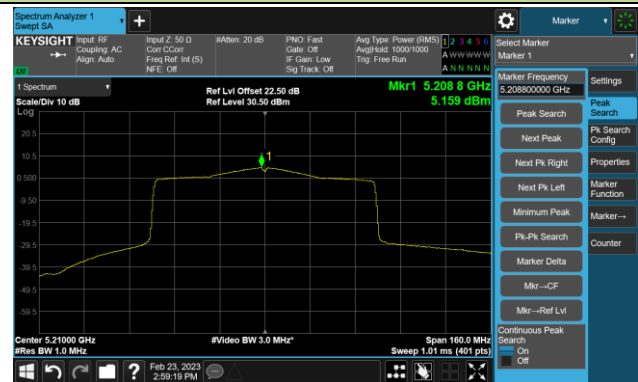 Spectrum Analyzer 1
Swept SA
Marker
KEYSIGHT
Input: RF
Coupling: AC
Align: Auto
Input Z: 50 Ω
Corr CCorr
Freq Ref: Int (S)
NFE: Off
#Atten: 20 dB
PNO: Fast
Gate: Off
IF Gain: Low
Sig Track: Off
Avg Type: Power (RMS)
Avg|Hold: 1000/1000
Trig: Free Run
1 2 3 4 5 6
A W W W W W
A N N N N N
Select Marker
Marker 1
1 Spectrum
Scale/Div 10 dB
Log
Ref Lvl Offset 22.50 dB
Ref Level 30.50 dBm
Mkr1 5.208 8 GHz
5.159 dBm
20.5
10.5
0.500
-9.50
-19.5
-29.5
-39.5
-49.5
-59.5
1
Center 5.21000 GHz
#Res BW 1.0 MHz
#Video BW 3.0 MHz*
Span 160.0 MHz
Sweep 1.01 ms (401 pts)
Marker Frequency
5.208800000 GHz
Peak Search
Next Peak
Next Pk Right
Next Pk Left
Minimum Peak
Pk-Pk Search
Marker Delta
Mkr→CF
Mkr→Ref Lvl
Continuous Peak
Search
On
Off
Settings
Peak
Search
Pk Search
Config
Properties
Marker
Function
Marker→
Counter
Feb 23, 2023
2:59:19 PM